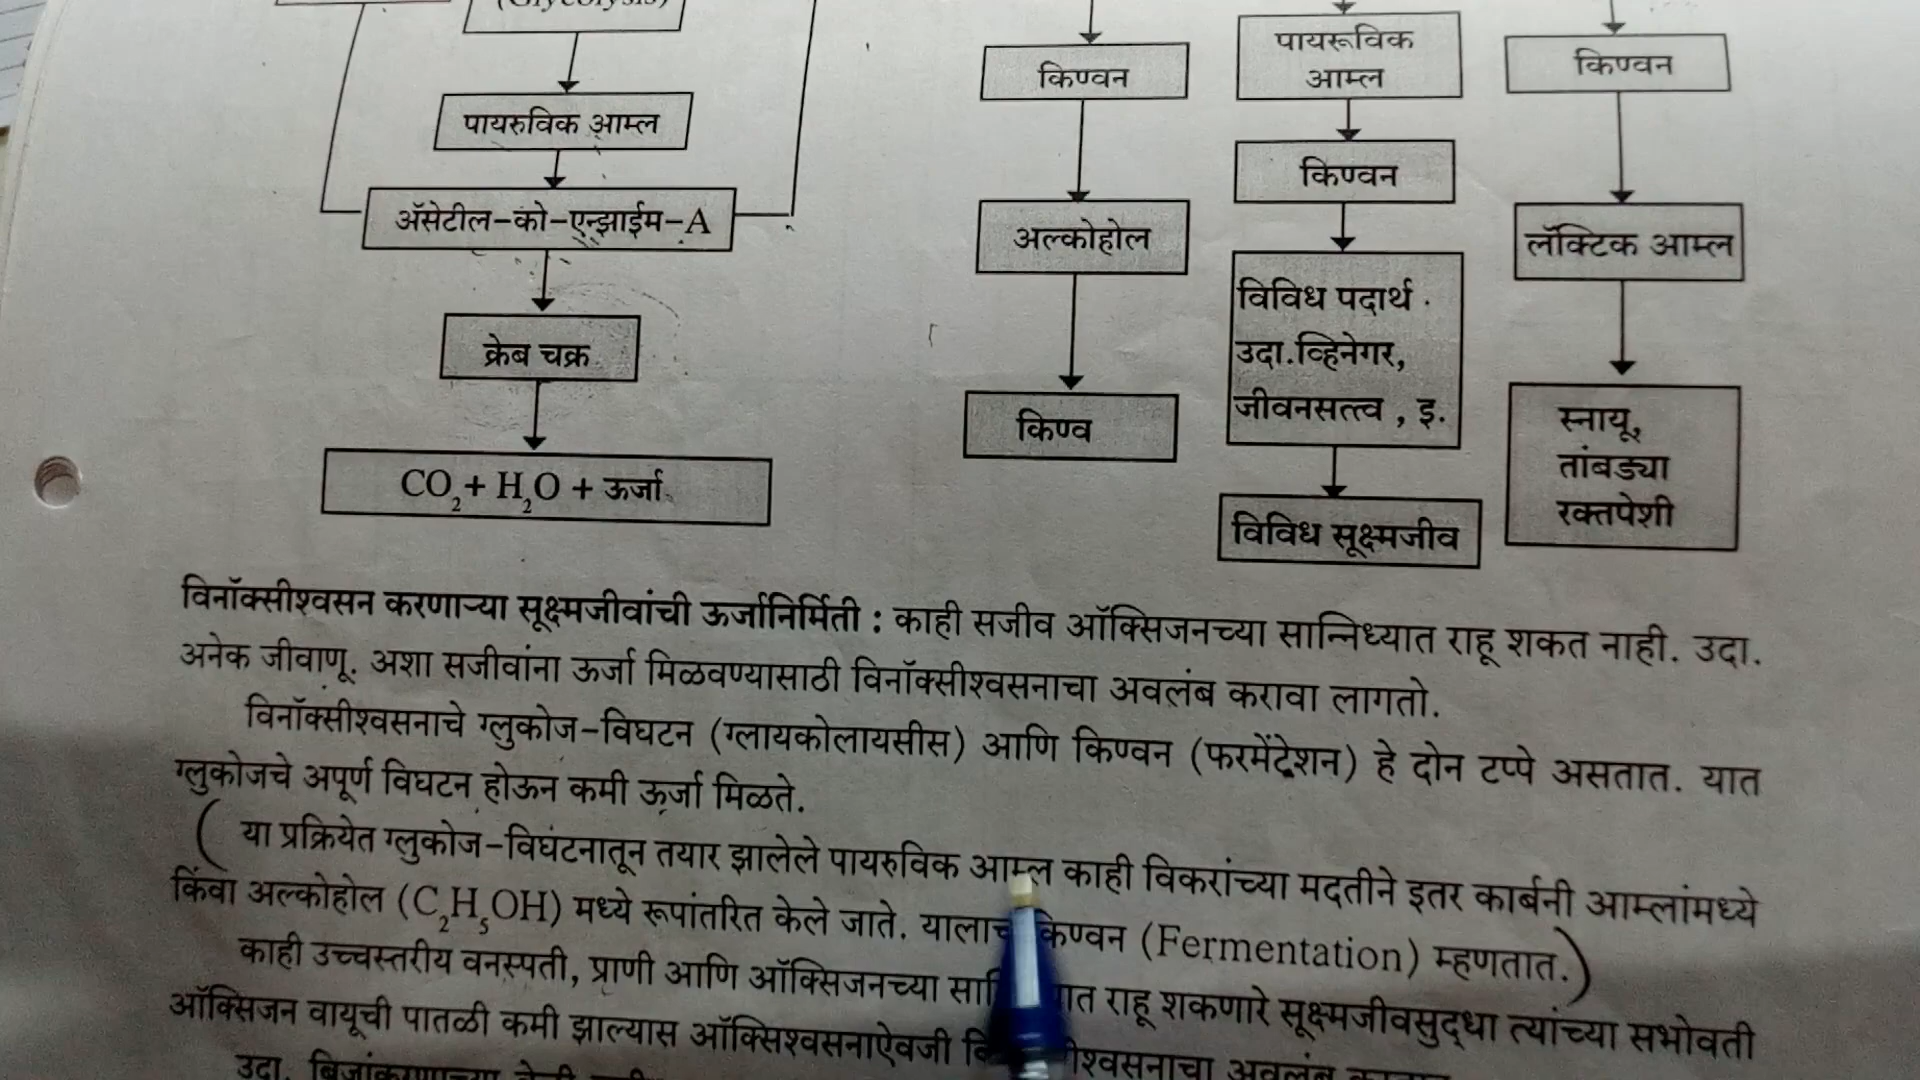 (Glycolysis)
पायरुविक आम्ल
ॲसेटील-को-एन्झाईम-A
क्रेब चक्र
CO₂+ H₂O + ऊर्जा
किण्वन
अल्कोहोल
किण्व
पायरूविक
आम्ल
किण्वन
विविध पदार्थ
उदा.व्हिनेगर,
जीवनसत्त्व , इ.
विविध सूक्ष्मजीव
किण्वन
लॅक्टिक आम्ल
स्नायू,
तांबड्या
रक्तपेशी
विनॉक्सीश्वसन करणाऱ्या सूक्ष्मजीवांची ऊर्जानिर्मिती : काही सजीव ऑक्सिजनच्या सान्निध्यात राहू शकत नाही. उदा.
अनेक जीवाणू. अशा सजीवांना ऊर्जा मिळवण्यासाठी विनॉक्सीश्वसनाचा अवलंब करावा लागतो.
विनॉक्सीश्वसनाचे ग्लुकोज-विघटन (ग्लायकोलायसीस) आणि किण्वन (फरमेंटेशन) हे दोन टप्पे असतात. यात
ग्लुकोजचे अपूर्ण विघटन होऊन कमी ऊर्जा मिळते.
(या प्रक्रियेत ग्लुकोज-विघटनातून तयार झालेले पायरुविक आम्ल काही विकरांच्या मदतीने इतर कार्बनी आम्लांमध्ये
किंवा अल्कोहोल (C₂H₅OH) मध्ये रूपांतरित केले जाते. यालाच किण्वन (Fermentation) म्हणतात.)
काही उच्चस्तरीय वनस्पती, प्राणी आणि ऑक्सिजनच्या राहू शकणारे सूक्ष्मजीवसुद्धा त्यांच्या सभोवती
ऑक्सिजन वायूची पातळी कमी झाल्यास ऑक्सिश्वसनाऐवजी अवलंब
उदा.